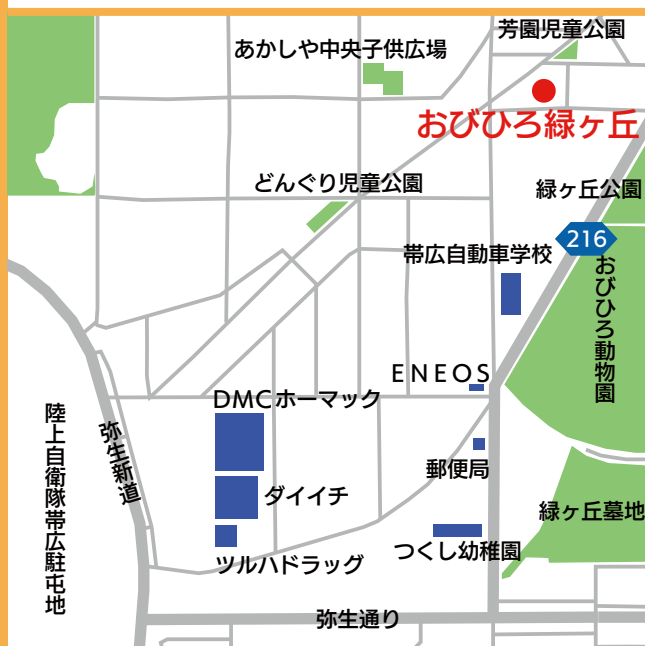 芳園児童公園
あかしや中央子供広場
おびひろ緑ヶ丘
どんぐり児童公園
緑ヶ丘公園
216
帯広自動車学校
おびひろ動物園
ENEOS
DMCホーマック
陸上自衛隊帯広駐屯地
弥生新道
郵便局
ダイイチ
緑ヶ丘墓地
つくし幼稚園
ツルハドラッグ
弥生通り